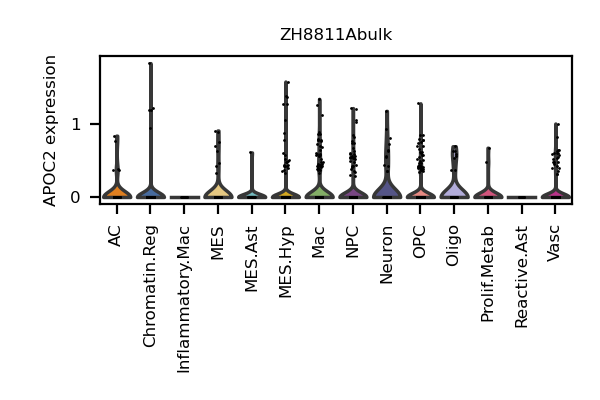 ZH8811Abulk
APOC2 expression
1
0
AC
Chromatin.Reg
Inflammatory.Mac
MES
MES.Ast
MES.Hyp
Mac
NPC
Neuron
OPC
Oligo
Prolif.Metab
Reactive.Ast
Vasc